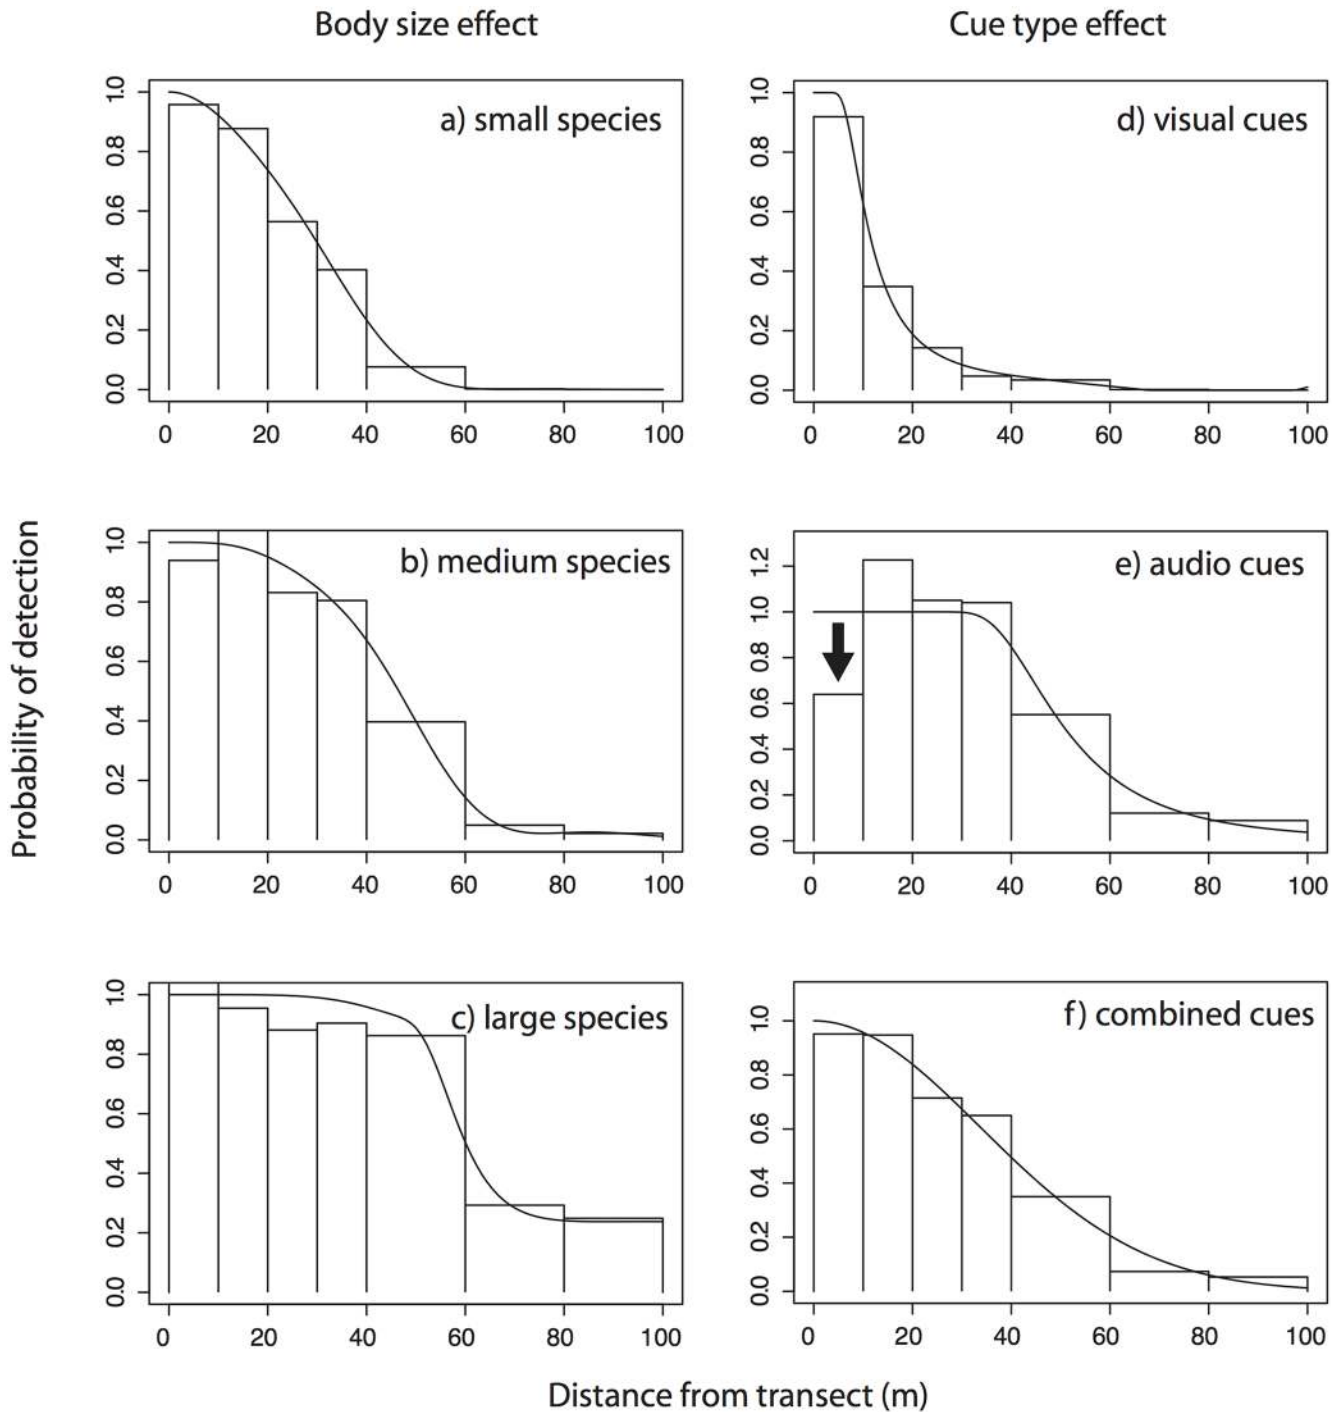 Body size effect
Cue type effect
a) small species
0.0 0.2 0.4 0.6 0.8 1.0
0 20 40 60 80 100
d) visual cues
0.0 0.2 0.4 0.6 0.8 1.0
0 20 40 60 80 100
Probability of detection
b) medium species
0.0 0.2 0.4 0.6 0.8 1.0
0 20 40 60 80 100
e) audio cues
0.0 0.2 0.4 0.6 0.8 1.0 1.2
0 20 40 60 80 100
c) large species
0.0 0.2 0.4 0.6 0.8 1.0
0 20 40 60 80 100
f) combined cues
0.0 0.2 0.4 0.6 0.8 1.0
0 20 40 60 80 100
Distance from transect (m)